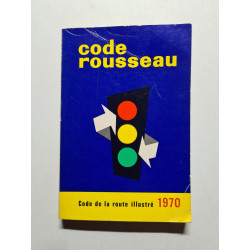 code
rousseau
Code de la route illustré 1970